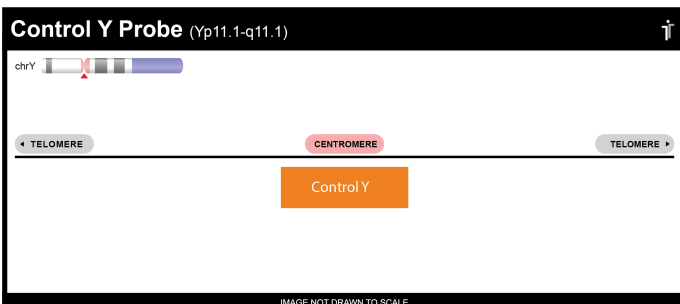 Control Y Probe (Yp11.1-q11.1)
chrY
TELOMERE CENTROMERE TELOMERE
Control Y
IMAGE NOT DRAWN TO SCALE